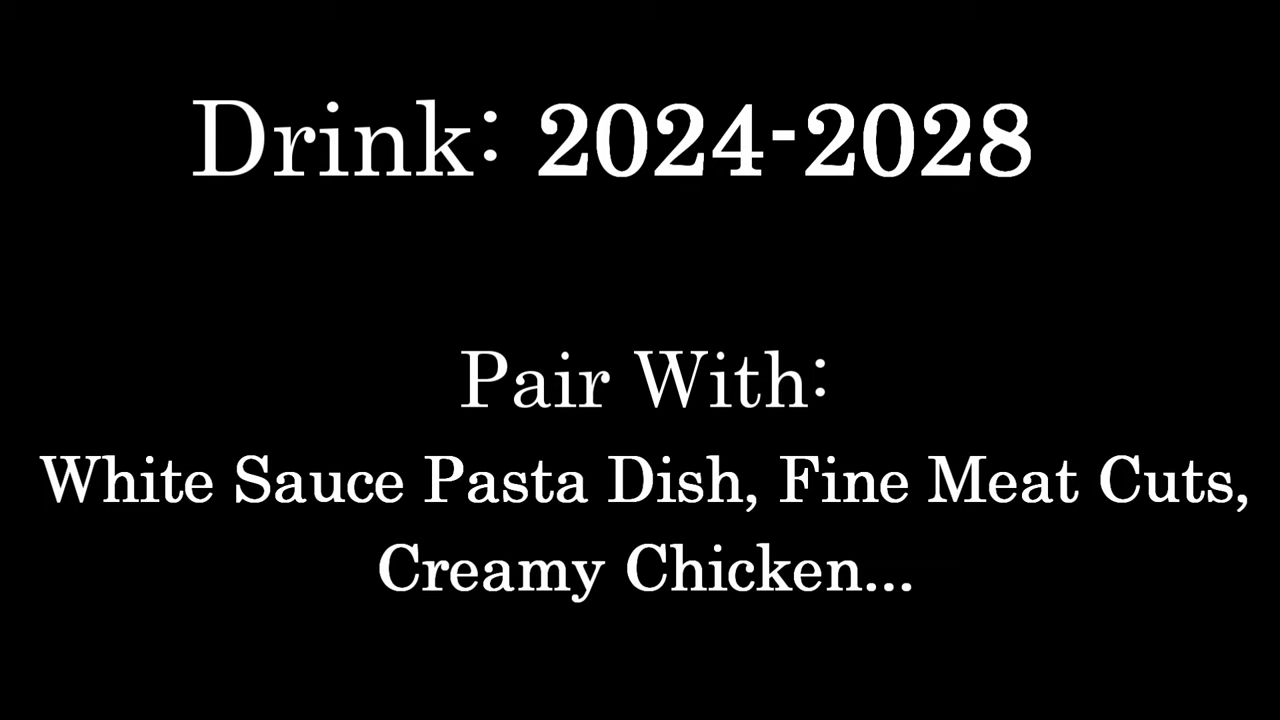 Drink: 2024-2028
Pair With:
White Sauce Pasta Dish, Fine Meat Cuts,
Creamy Chicken...